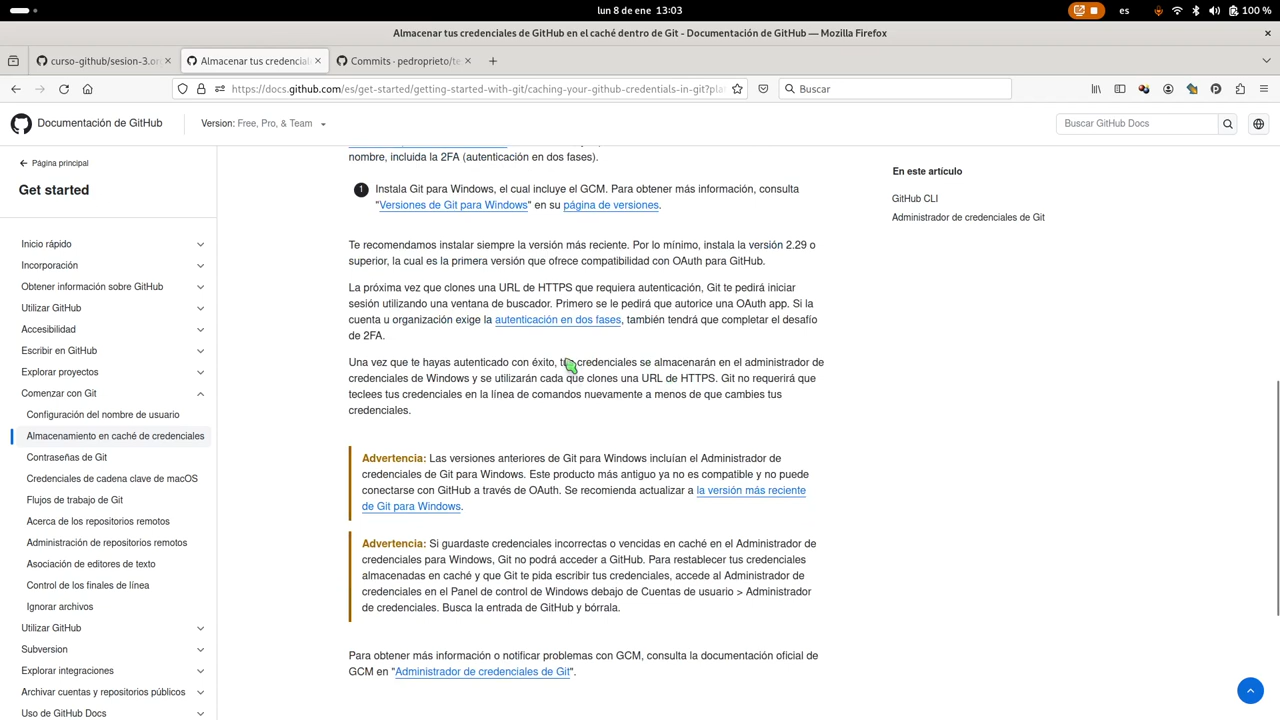 lun 8 de ene 13:03
es
100 %
Almacenar tus credenciales de GitHub en el caché dentro de Git - Documentación de GitHub — Mozilla Firefox
curso-github/sesion-3.or
Almacenar tus credencial
Commits · pedroprieto/te
https://docs.github.com/es/get-started/getting-started-with-git/caching-your-github-credentials-in-git?pla
Buscar
Documentación de GitHub
Version: Free, Pro, & Team
Buscar GitHub Docs
Página principal
Get started
Inicio rápido
Incorporación
Obtener información sobre GitHub
Utilizar GitHub
Accesibilidad
Escribir en GitHub
Explorar proyectos
Comenzar con Git
Configuración del nombre de usuario
Almacenamiento en caché de credenciales
Contraseñas de Git
Credenciales de cadena clave de macOS
Flujos de trabajo de Git
Acerca de los repositorios remotos
Administración de repositorios remotos
Asociación de editores de texto
Control de los finales de línea
Ignorar archivos
Utilizar GitHub
Subversion
Explorar integraciones
Archivar cuentas y repositorios públicos
Uso de GitHub Docs
nombre, incluida la 2FA (autenticación en dos fases).
1 Instala Git para Windows, el cual incluye el GCM. Para obtener más información, consulta
"Versiones de Git para Windows" en su página de versiones.
Te recomendamos instalar siempre la versión más reciente. Por lo mínimo, instala la versión 2.29 o
superior, la cual es la primera versión que ofrece compatibilidad con OAuth para GitHub.
La próxima vez que clones una URL de HTTPS que requiera autenticación, Git te pedirá iniciar
sesión utilizando una ventana de buscador. Primero se le pedirá que autorice una OAuth app. Si la
cuenta u organización exige la autenticación en dos fases, también tendrá que completar el desafío
de 2FA.
Una vez que te hayas autenticado con éxito, tus credenciales se almacenarán en el administrador de
credenciales de Windows y se utilizarán cada que clones una URL de HTTPS. Git no requerirá que
teclees tus credenciales en la línea de comandos nuevamente a menos de que cambies tus
credenciales.
Advertencia: Las versiones anteriores de Git para Windows incluían el Administrador de
credenciales de Git para Windows. Este producto más antiguo ya no es compatible y no puede
conectarse con GitHub a través de OAuth. Se recomienda actualizar a la versión más reciente
de Git para Windows.
Advertencia: Si guardaste credenciales incorrectas o vencidas en caché en el Administrador de
credenciales para Windows, Git no podrá acceder a GitHub. Para restablecer tus credenciales
almacenadas en caché y que Git te pida escribir tus credenciales, accede al Administrador de
credenciales en el Panel de control de Windows debajo de Cuentas de usuario > Administrador
de credenciales. Busca la entrada de GitHub y bórrala.
Para obtener más información o notificar problemas con GCM, consulta la documentación oficial de
GCM en "Administrador de credenciales de Git".
En este artículo
GitHub CLI
Administrador de credenciales de Git